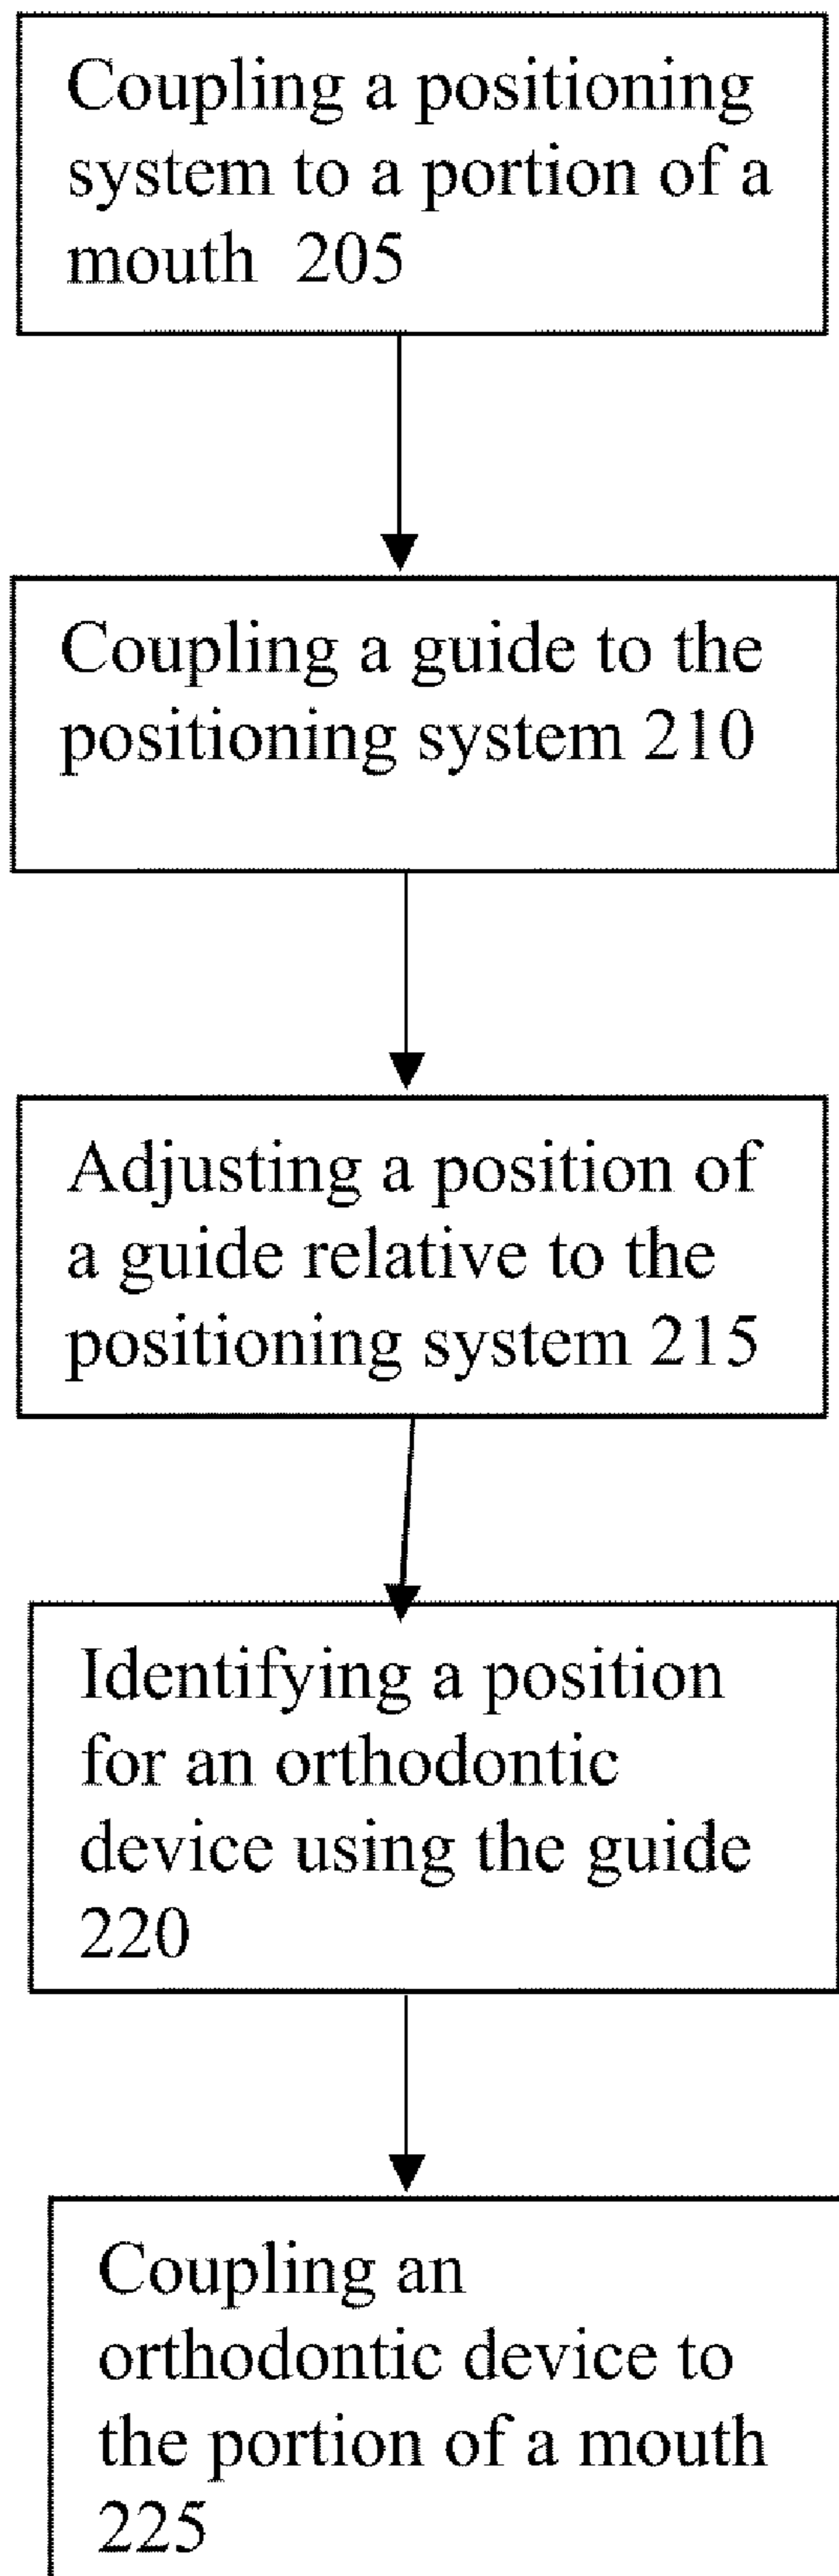 Coupling a positioning
system to a portion of a
mouth  205
Coupling a guide to the
positioning system 210
Adjusting a position of
a guide relative to the
positioning system 215
Identifying a position
for an orthodontic
device using the guide
220
Coupling an
orthodontic device to
the portion of a mouth
225